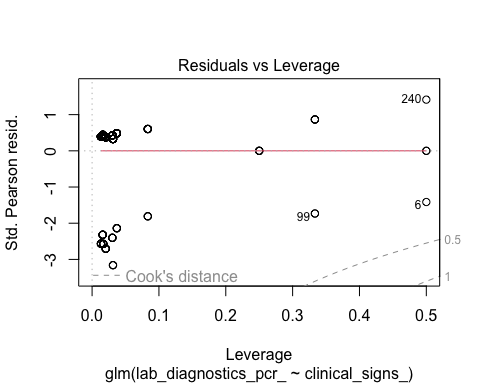 Residuals vs Leverage
Std. Pearson resid.
1
0
-1
-2
-3
240
99
6
0.5
1
Cook's distance
0.0 0.1 0.2 0.3 0.4 0.5
Leverage
glm(lab_diagnostics_pcr_ ~ clinical_signs_)